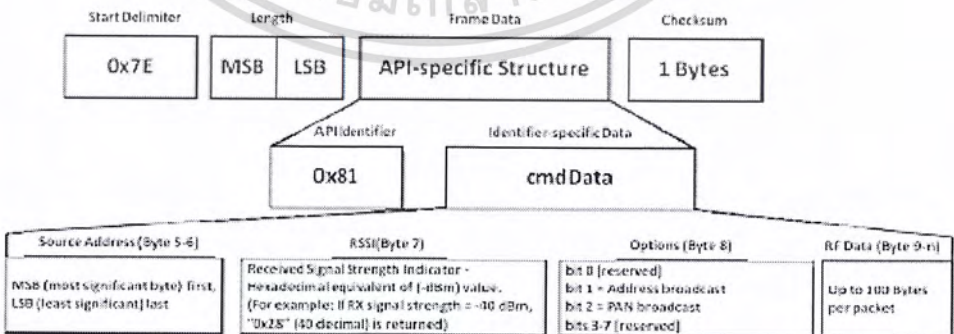 Start Delimiter
Length
Frame Data
Checksum
0x7E
MSB
LSB
API-specific Structure
1 Bytes
API Identifier
Identifier-specific Data
0x81
cmdData
Source Address (Byte 5-6)
RSSI(Byte 7)
Options (Byte 8)
RF Data (Byte 9-n)
MSB (most significant byte) first,
LSB (least significant) last
Received Signal Strength Indicator -
Hexadecimal equivalent of (-dBm) value.
(For example: If RX signal strength = -40 dBm,
"0x28" (40 decimal) is returned)
bit 0 [reserved]
bit 1 = Address broadcast
bit 2 = PAN broadcast
bits 3-7 [reserved]
Up to 100 Bytes
per packet